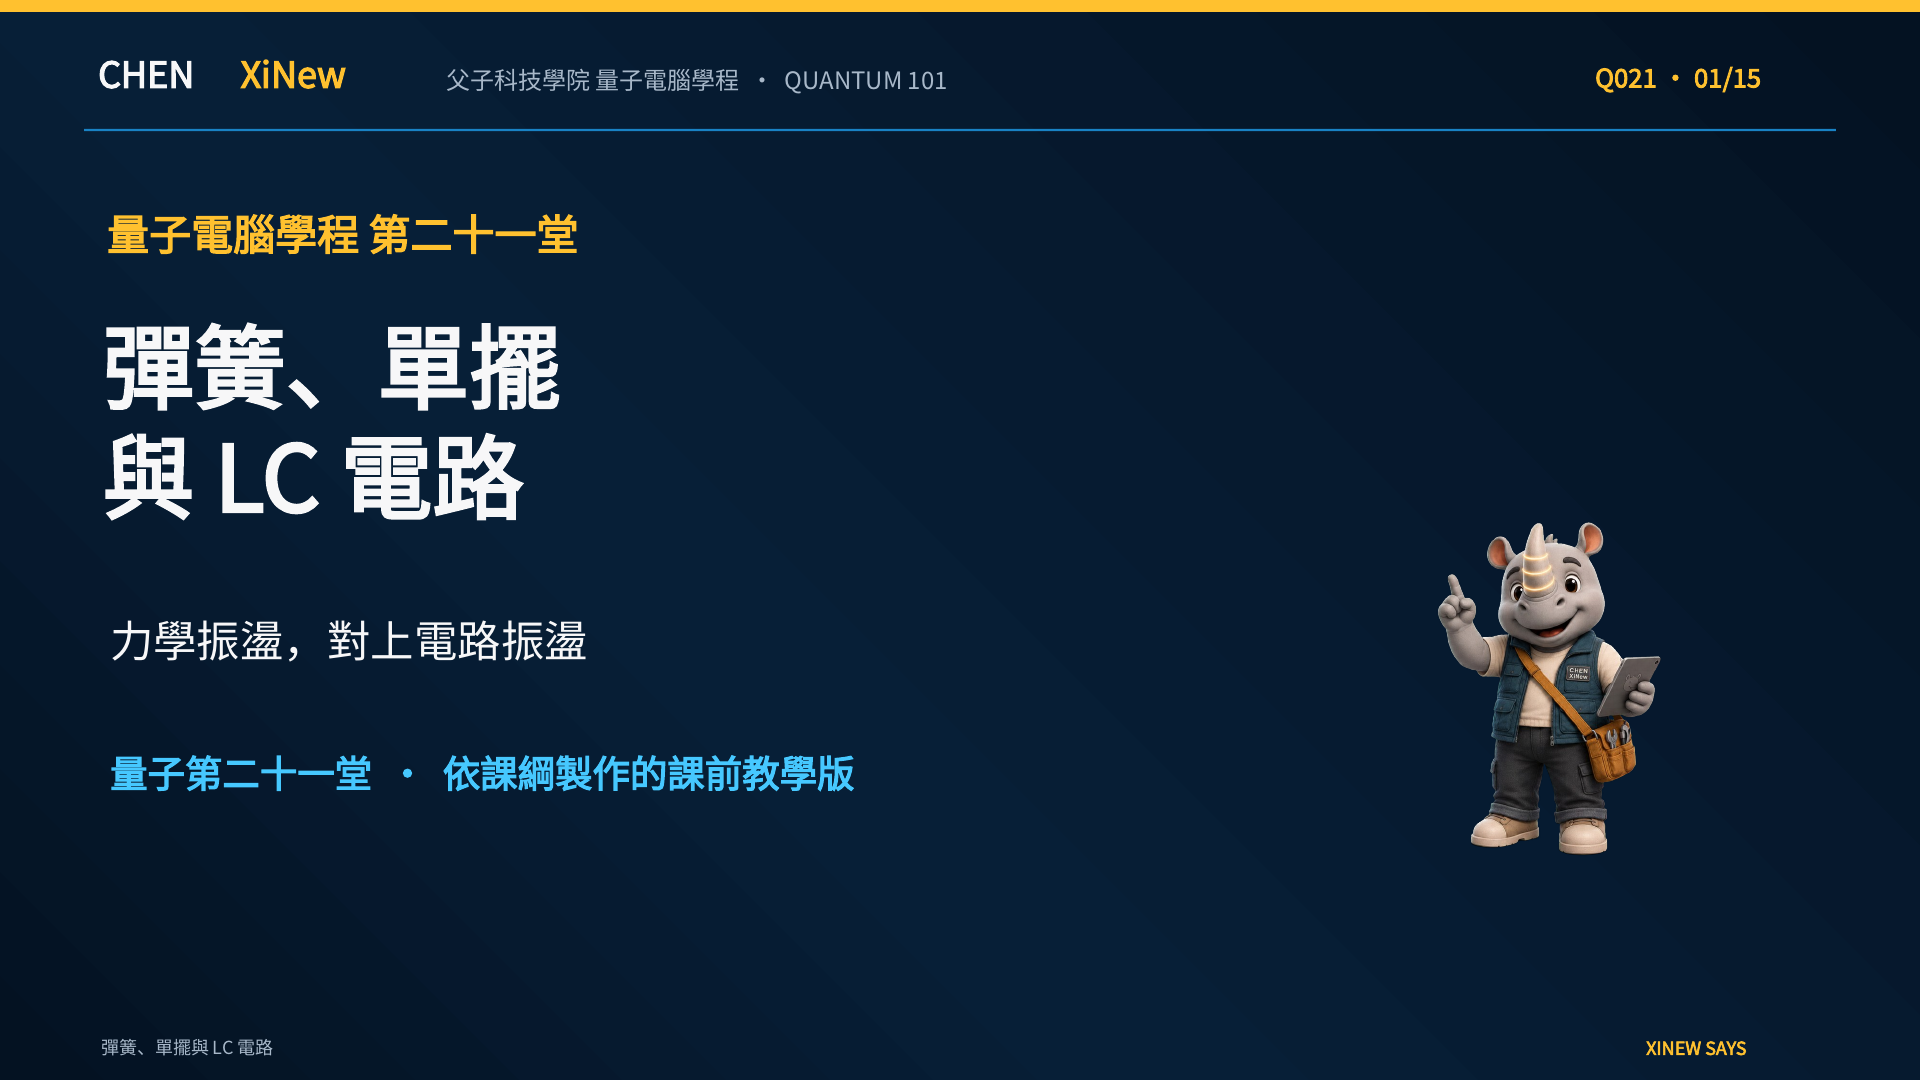 CHEN XiNew 父子科技學院 量子電腦學程 · QUANTUM 101 Q021 · 01/15
量子電腦學程 第二十一堂
彈簧、單擺
與 LC 電路
力學振盪，對上電路振盪
量子第二十一堂 · 依課綱製作的課前教學版
CHEN
XiNew
彈簧、單擺與 LC 電路 XINEW SAYS